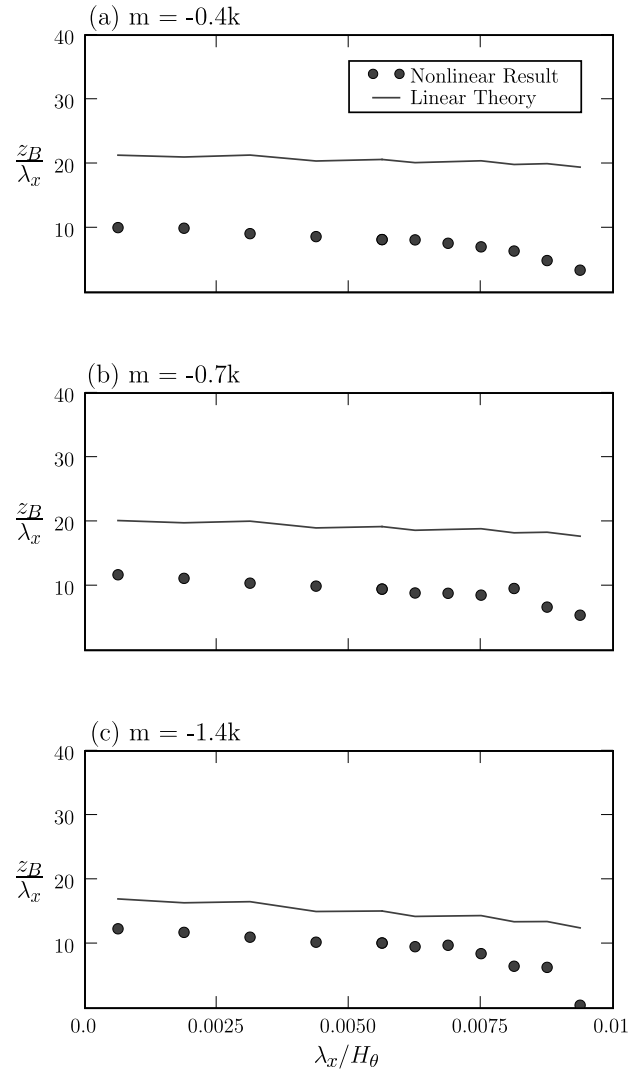 (a) m = -0.4k
40
30
20
10
z_B
λ_x
Nonlinear Result
Linear Theory
(b) m = -0.7k
40
30
20
10
z_B
λ_x
(c) m = -1.4k
40
30
20
10
z_B
λ_x
0.0 0.0025 0.0050 0.0075 0.01
λ_x/H_θ